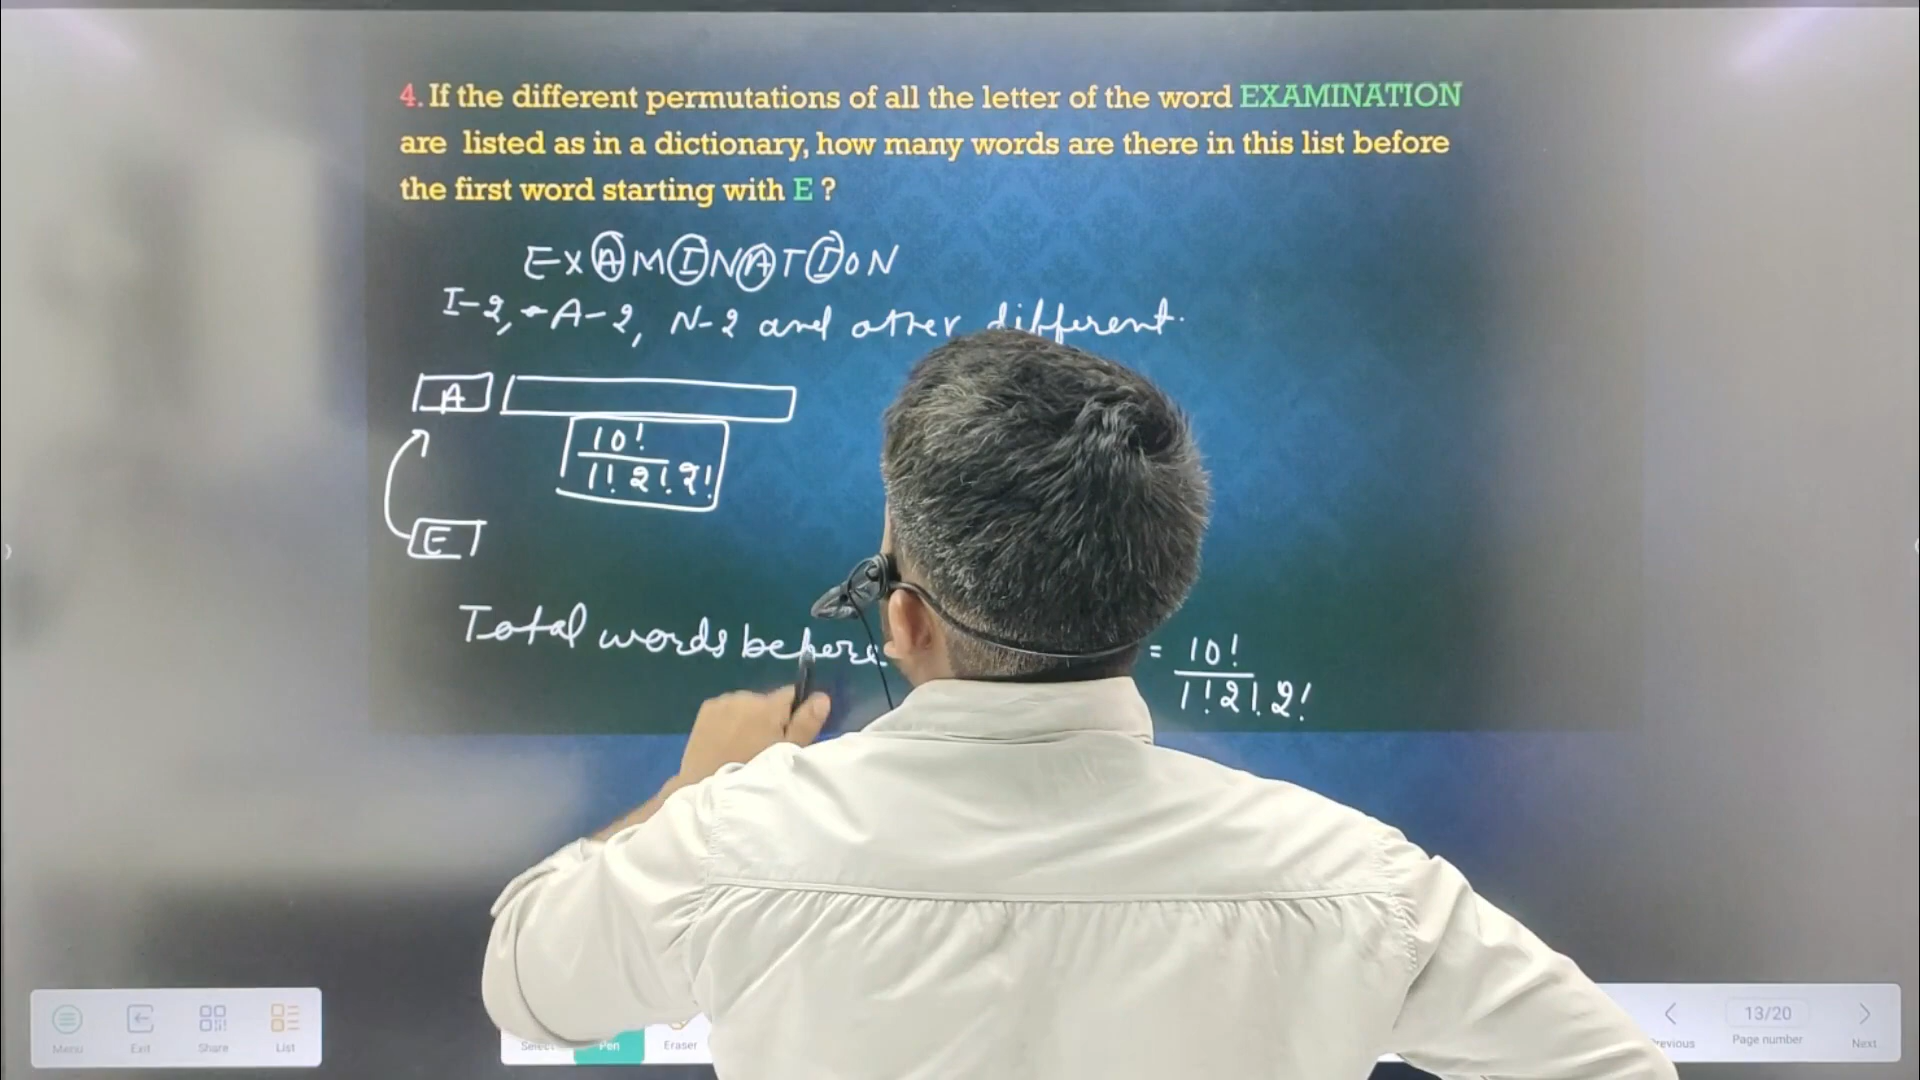 4. If the different permutations of all the letter of the word EXAMINATION
are listed as in a dictionary, how many words are there in this list before
the first word starting with E ?
EXAMINATION
I-2, A-2, N-2 and other different.
A
10!
1! 2! 2!
E
Total words before = 10!
1! 2! 2!
Menu Exit Share List
Select Pen Eraser
13/20
Page number Next